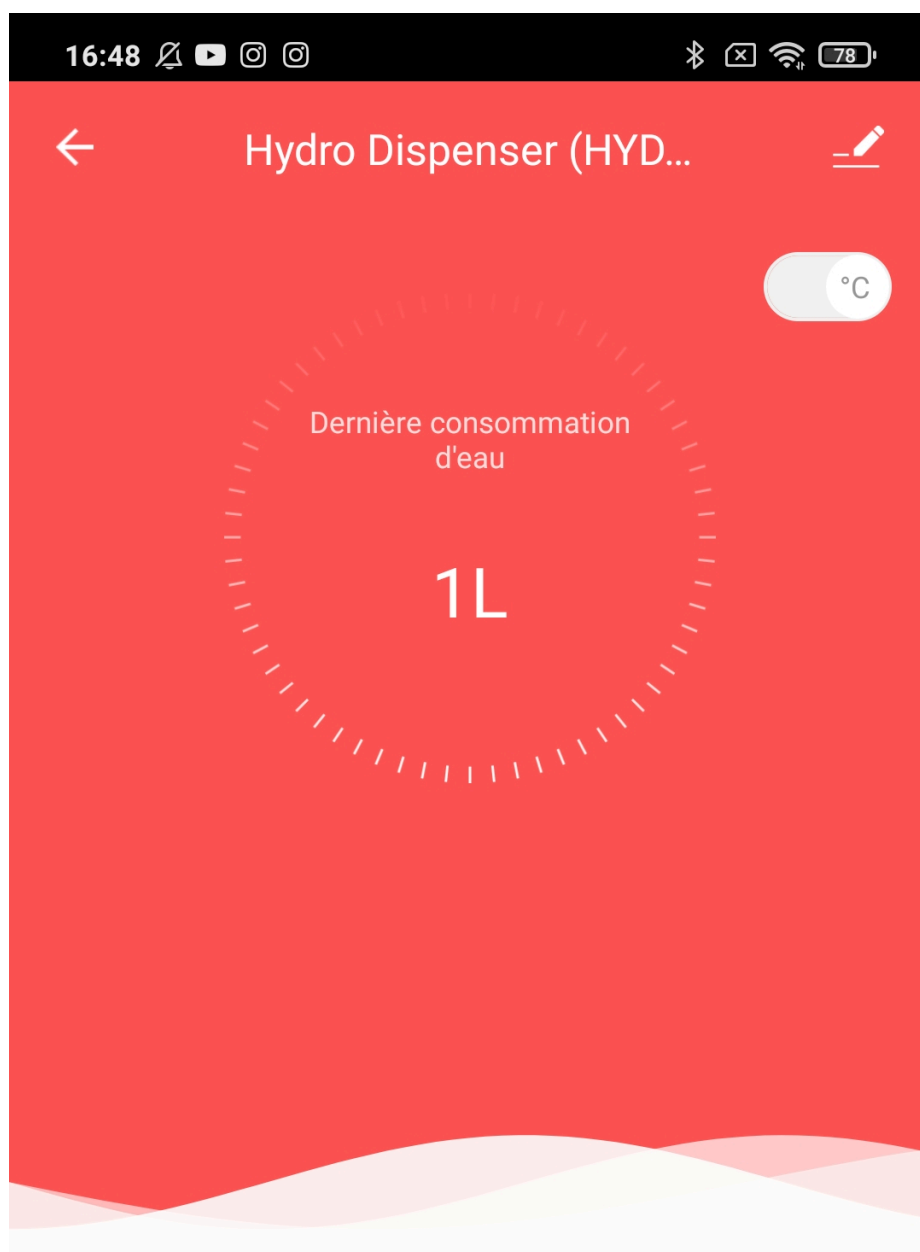 16:48 78
Hydro Dispenser (HYD...
°C
Dernière consommation
d'eau
1L